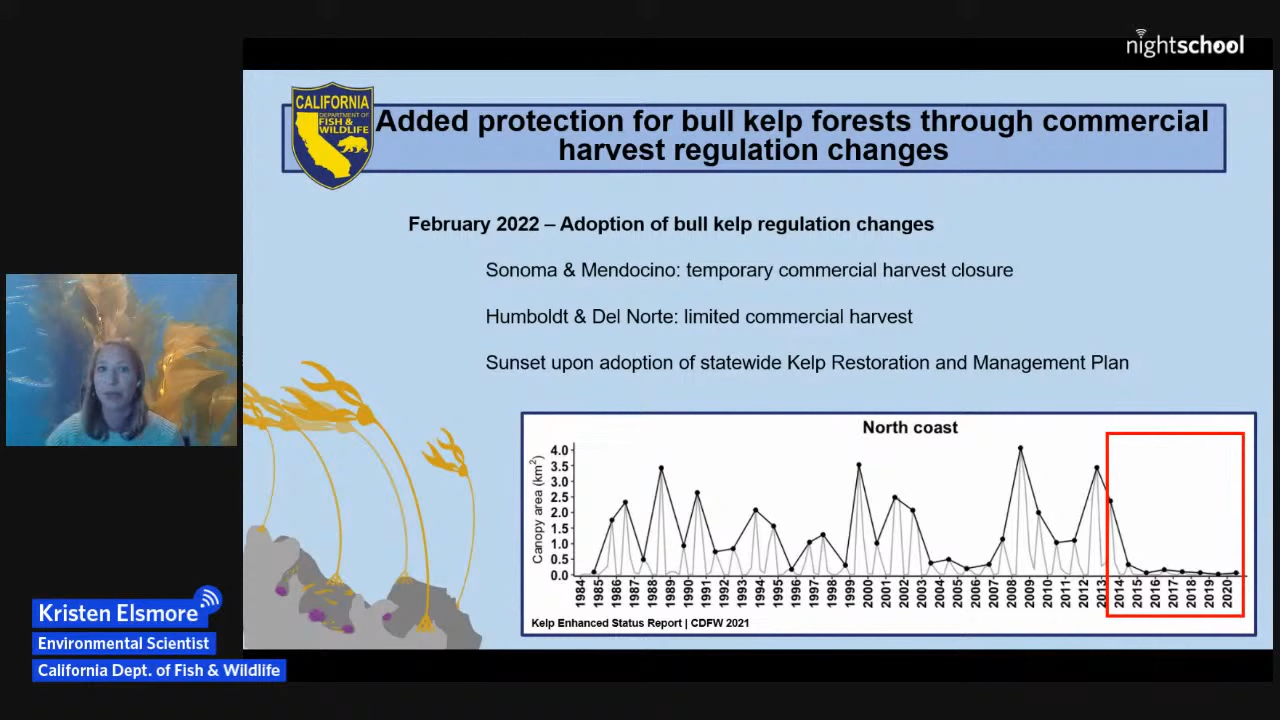 nightschool
CALIFORNIA
DEPARTMENT OF
FISH &
WILDLIFE
Added protection for bull kelp forests through commercial
harvest regulation changes
February 2022 – Adoption of bull kelp regulation changes
Sonoma & Mendocino: temporary commercial harvest closure
Humboldt & Del Norte: limited commercial harvest
Sunset upon adoption of statewide Kelp Restoration and Management Plan
North coast
Canopy area (km²)
4.0
3.5
3.0
2.5
2.0
1.5
1.0
0.5
0.0
1984 1985 1986 1987 1988 1989 1990 1991 1992 1993 1994 1995 1996 1997 1998 1999 2000 2001 2002 2003 2004 2005 2006 2007 2008 2009 2010 2011 2012 2013 2014 2015 2016 2017 2018 2019 2020
Kelp Enhanced Status Report | CDFW 2021
Kristen Elsmore
Environmental Scientist
California Dept. of Fish & Wildlife